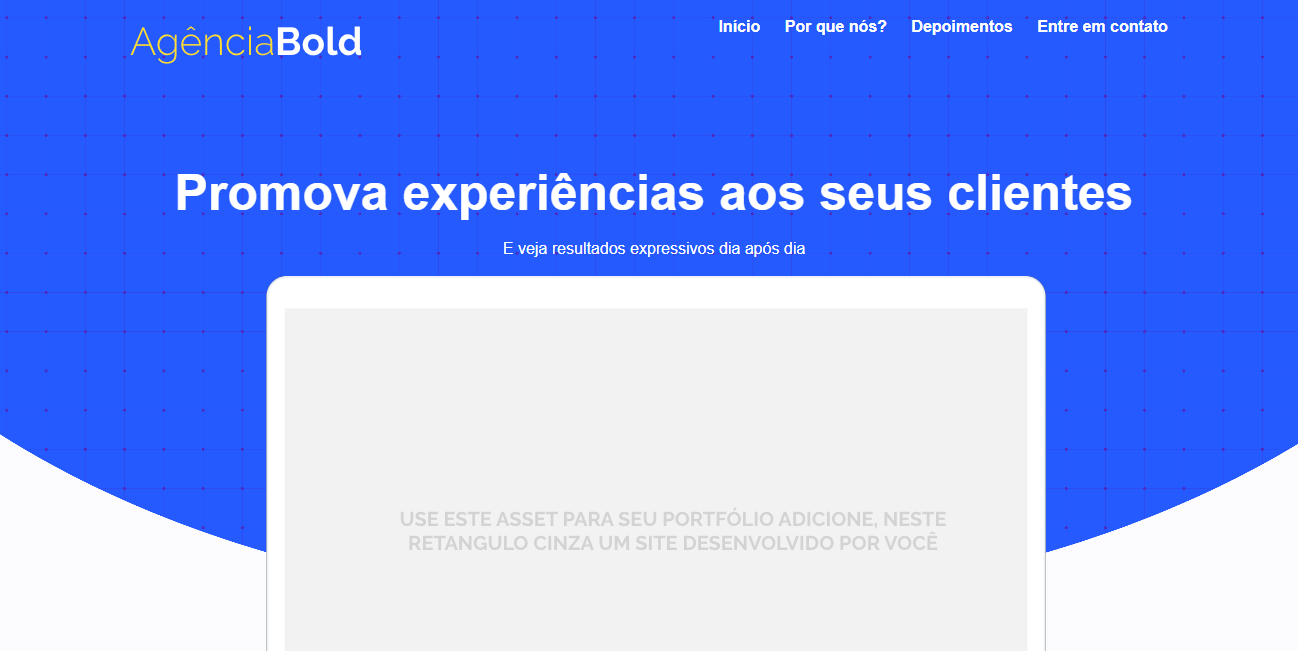 AgênciaBold
Início Por que nós? Depoimentos Entre em contato
Promova experiências aos seus clientes
E veja resultados expressivos dia após dia
USE ESTE ASSET PARA SEU PORTFÓLIO ADICIONE, NESTE
RETANGULO CINZA UM SITE DESENVOLVIDO POR VOCÊ